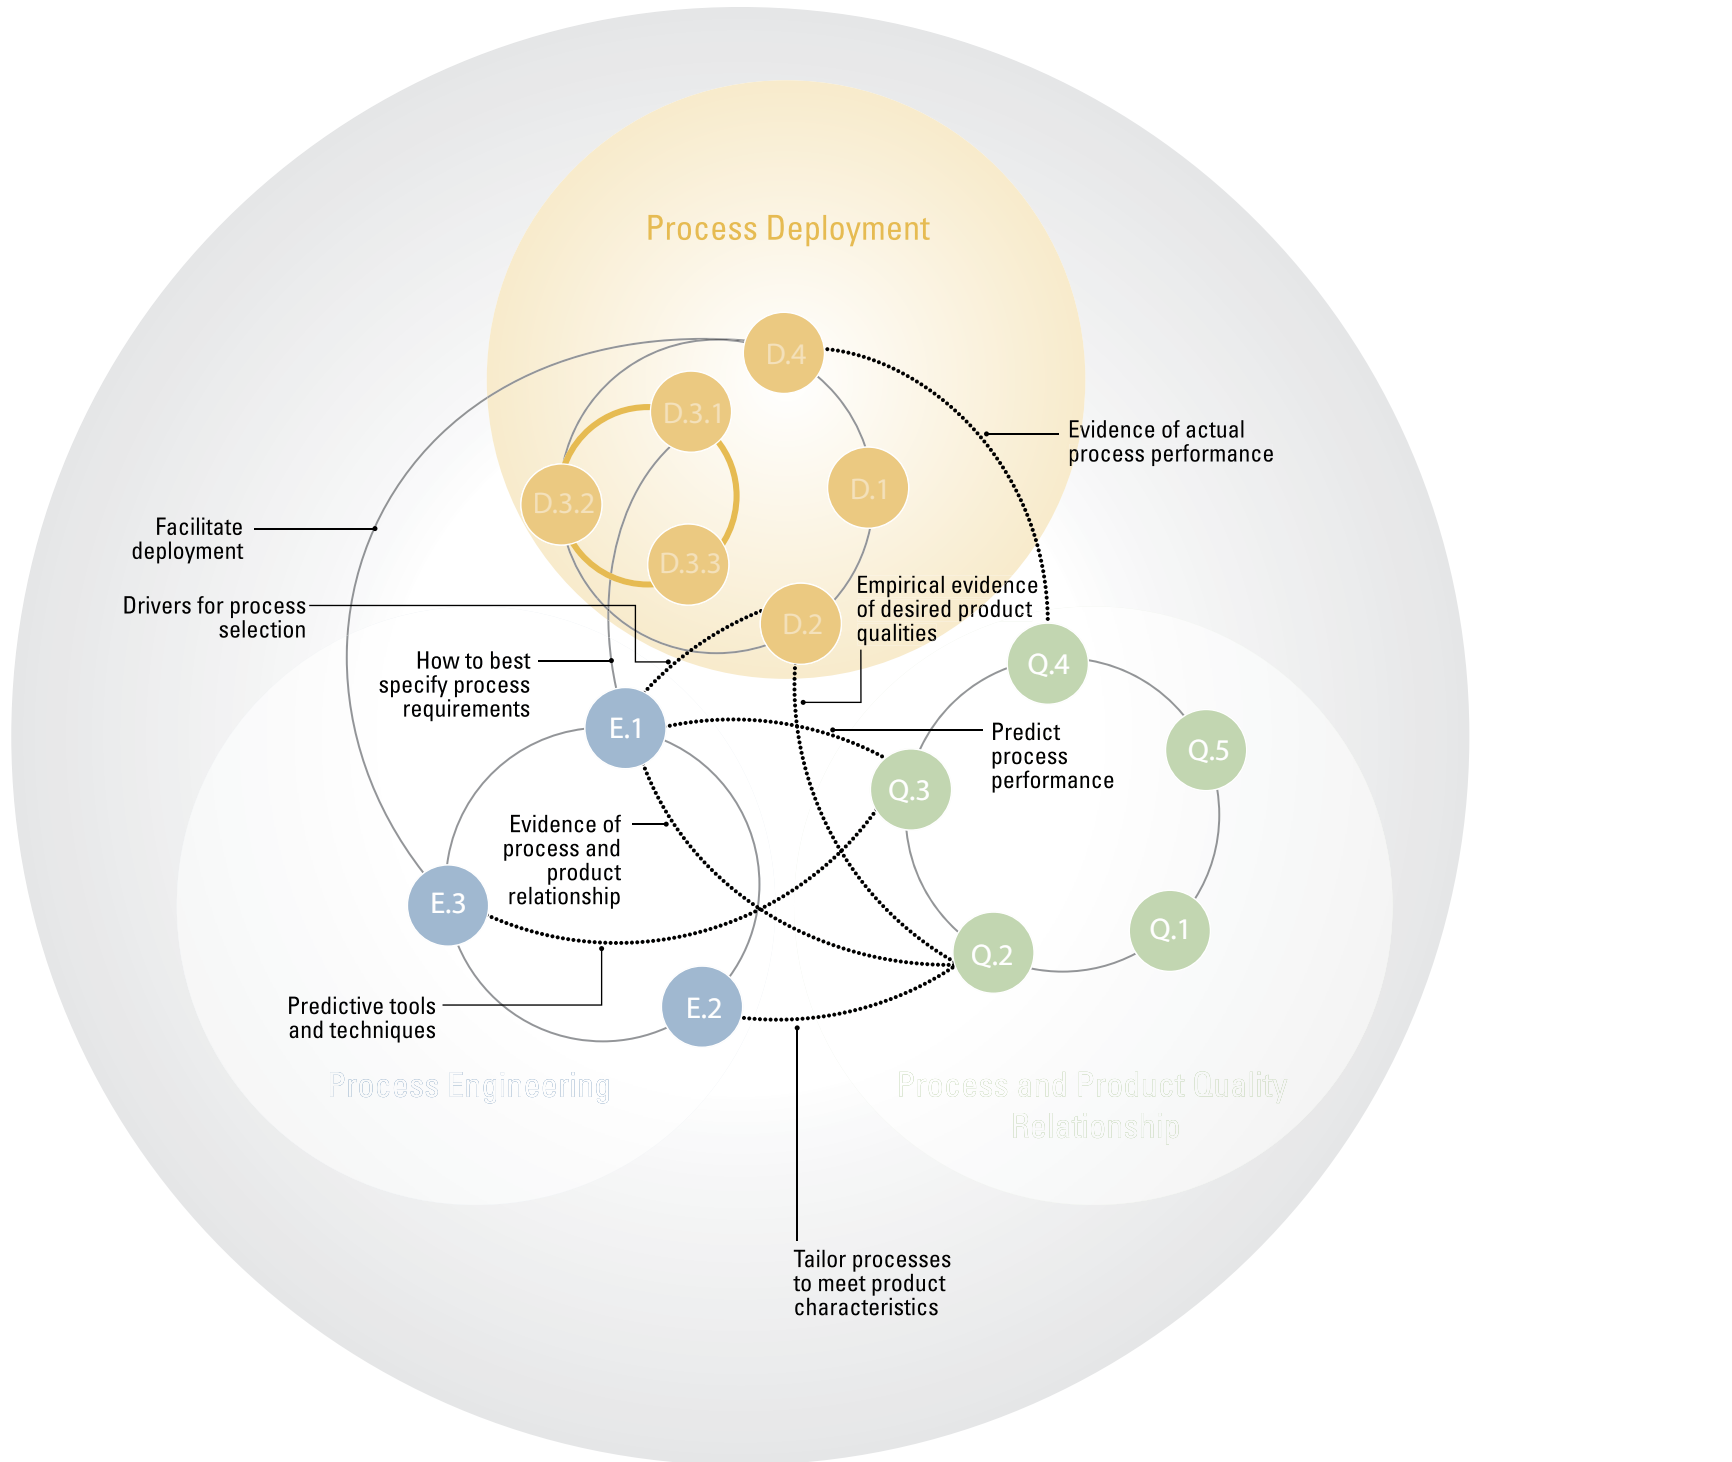 Process Deployment
D.4
D.3.1
Evidence of actual
process performance
D.1
D.3.2
Facilitate
deployment
D.3.3
Drivers for process
selection
D.2
Empirical evidence
of desired product
qualities
How to best
specify process
requirements
Q.4
E.1
Predict
process
performance
Q.5
Q.3
Evidence of
process and
product
relationship
E.3
Q.1
Q.2
Predictive tools
and techniques
E.2
Process Engineering
Process and Product Quality
Relationship
Tailor processes
to meet product
characteristics